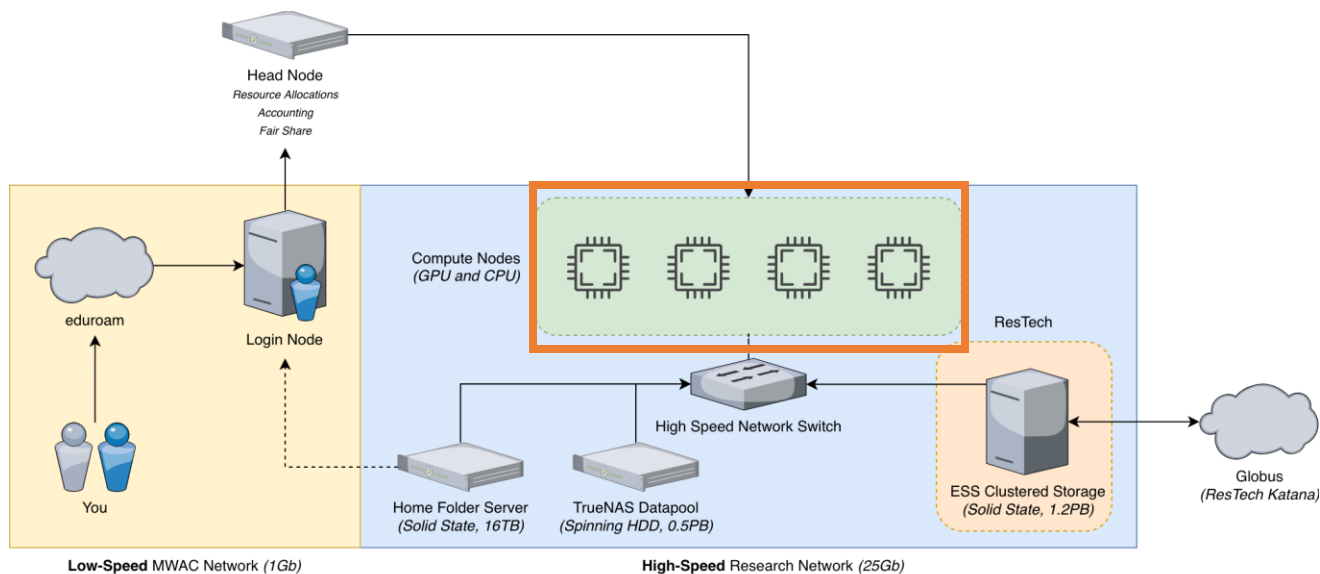 Head Node
Resource Allocations
Accounting
Fair Share
eduroam
Login Node
You
Compute Nodes
(GPU and CPU)
ResTech
High Speed Network Switch
Home Folder Server
(Solid State, 16TB)
TrueNAS Datapool
(Spinning HDD, 0.5PB)
ESS Clustered Storage
(Solid State, 1.2PB)
Globus
(ResTech Katana)
Low-Speed MWAC Network (1Gb)
High-Speed Research Network (25Gb)